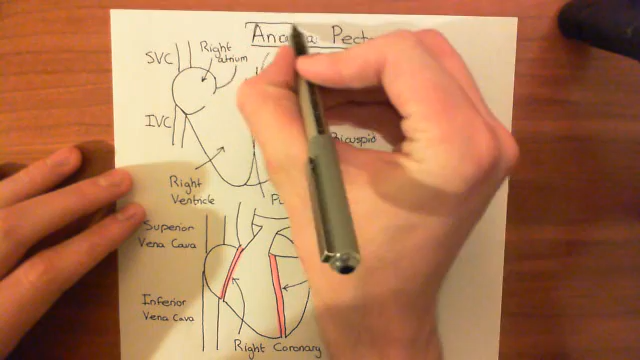 SVC
Right
atrium
IVC
Bicuspid
Right
Ventricle
Superior
Vena Cava
Inferior
Vena Cava
Right Coronary